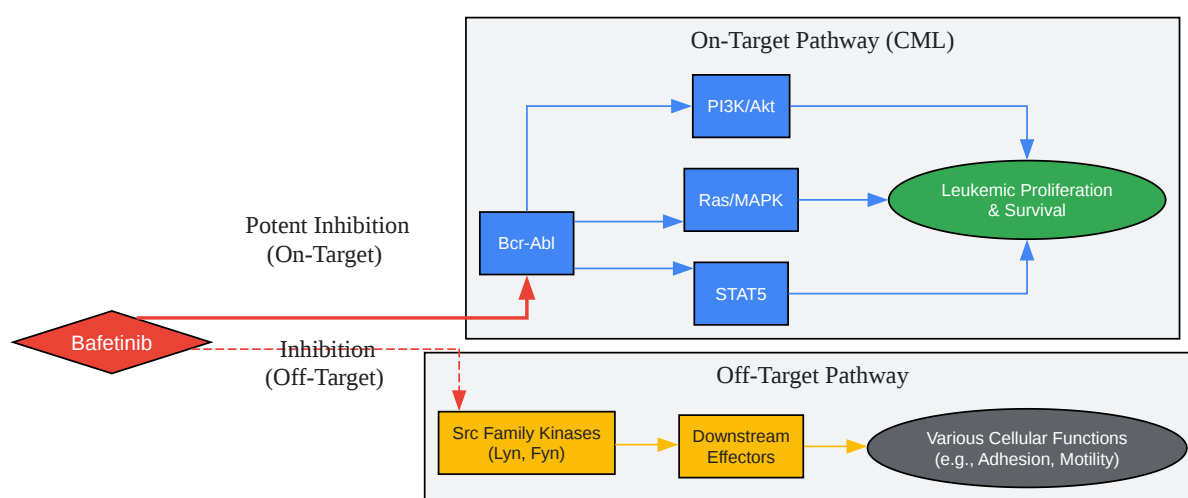 On-Target Pathway (CML)
PI3K/Akt
Ras/MAPK
Leukemic Proliferation
& Survival
Potent Inhibition
(On-Target)
Bcr-Abl
STAT5
Bafetinib
Inhibition
(Off-Target)
Off-Target Pathway
Src Family Kinases
(Lyn, Fyn)
Downstream
Effectors
Various Cellular Functions
(e.g., Adhesion, Motility)